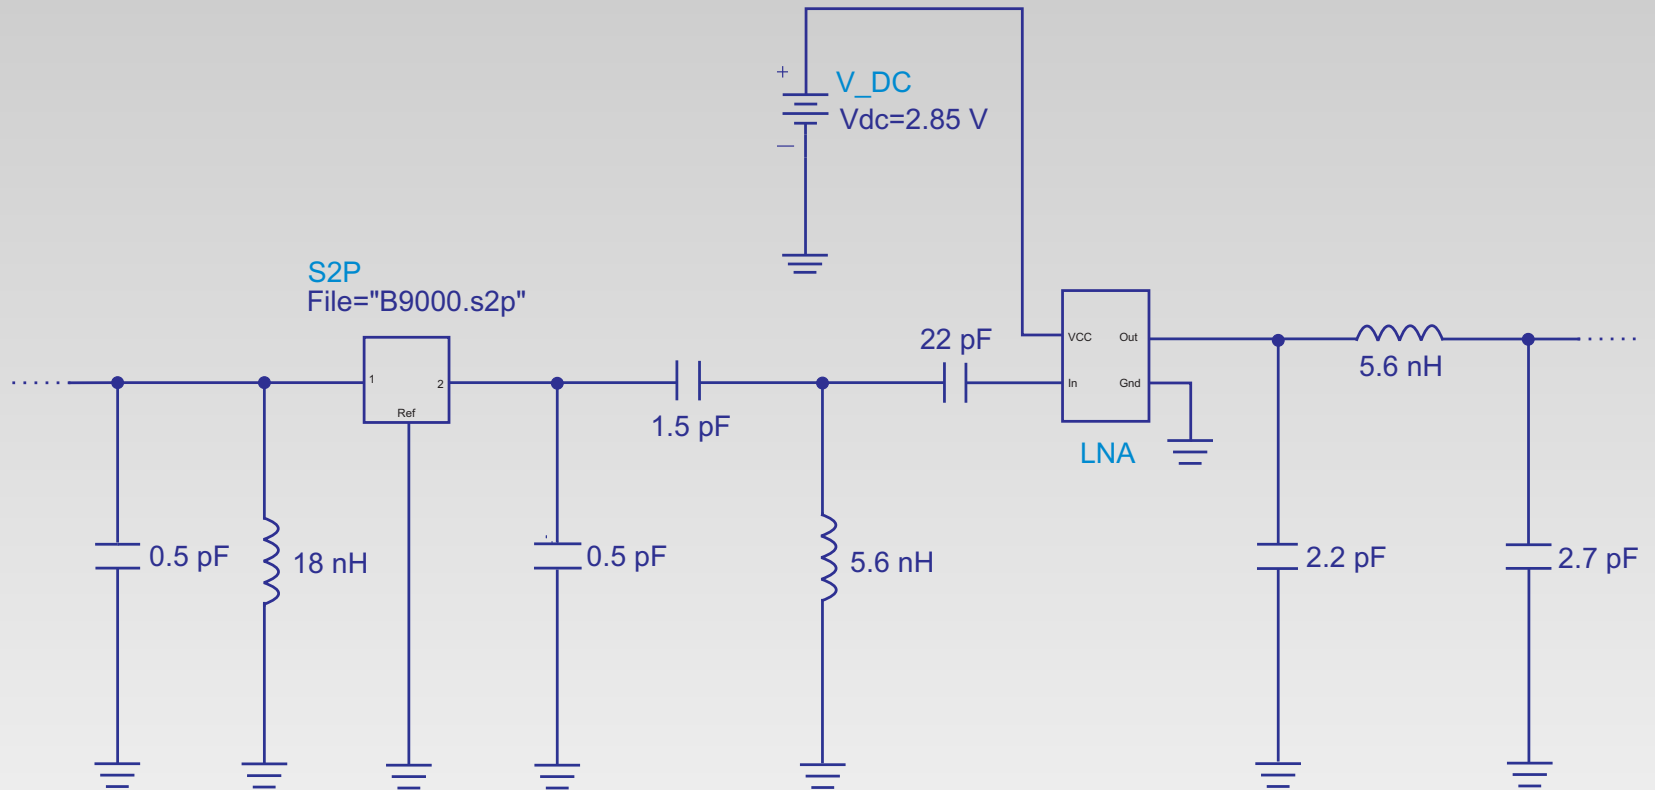 +
V_DC
Vdc=2.85 V
—
S2P
File="B9000.s2p"
1
2
Ref
22 pF
VCC
Out
In
Gnd
LNA
1.5 pF
5.6 nH
0.5 pF
18 nH
0.5 pF
5.6 nH
2.2 pF
2.7 pF